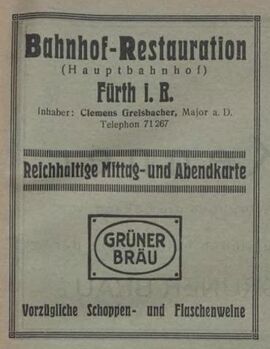 Bahnhof-Restauration
(Hauptbahnhof)
Fürth i. B.
Inhaber: Clemens Greisbacher, Major a. D.
Telephon 71267
Reichhaltige Mittag- und Abendkarte
GRÜNER
BRÄU
Vorzügliche Schoppen- und Flaschenweine